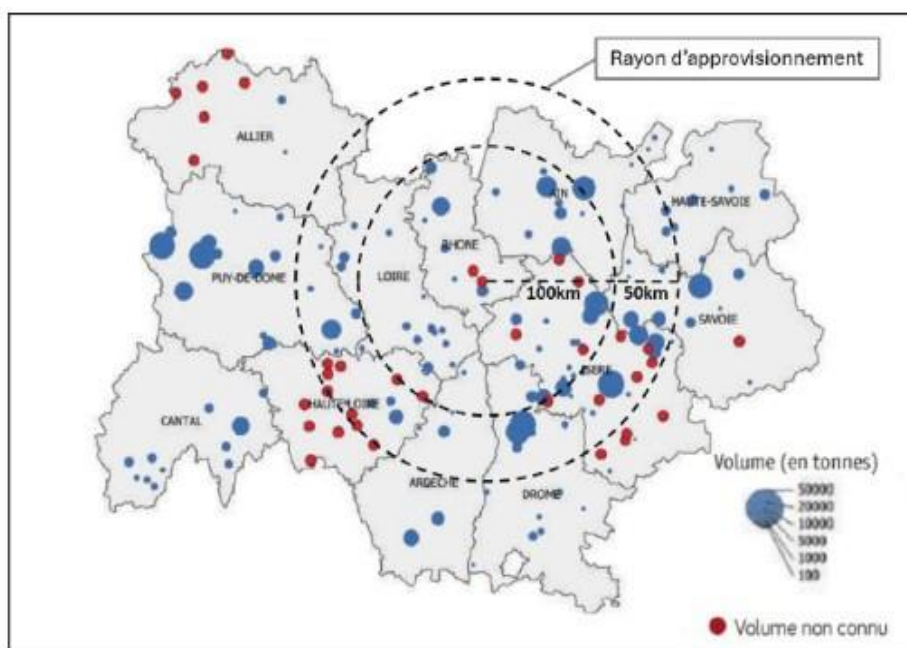 Rayon d'approvisionnement
ALLIER
AIN
HAUTE-SAVOIE
RHONE
PUY-DE-DOME
LOIRE
100km
50km
SAVOIE
ISERE
HAUTE-LOIRE
CANTAL
ARDECHE
DROME
Volume (en tonnes)
50000
20000
10000
5000
1000
100
Volume non connu